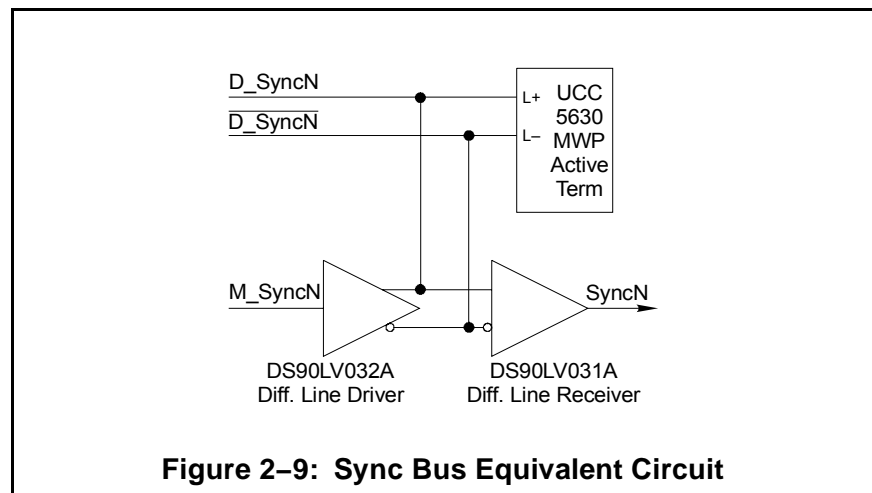 D_SyncN
D_SyncN
L+
L–
UCC
5630
MWP
Active
Term
M_SyncN
SyncN
DS90LV032A
Diff. Line Driver
DS90LV031A
Diff. Line Receiver
Figure 2–9: Sync Bus Equivalent Circuit